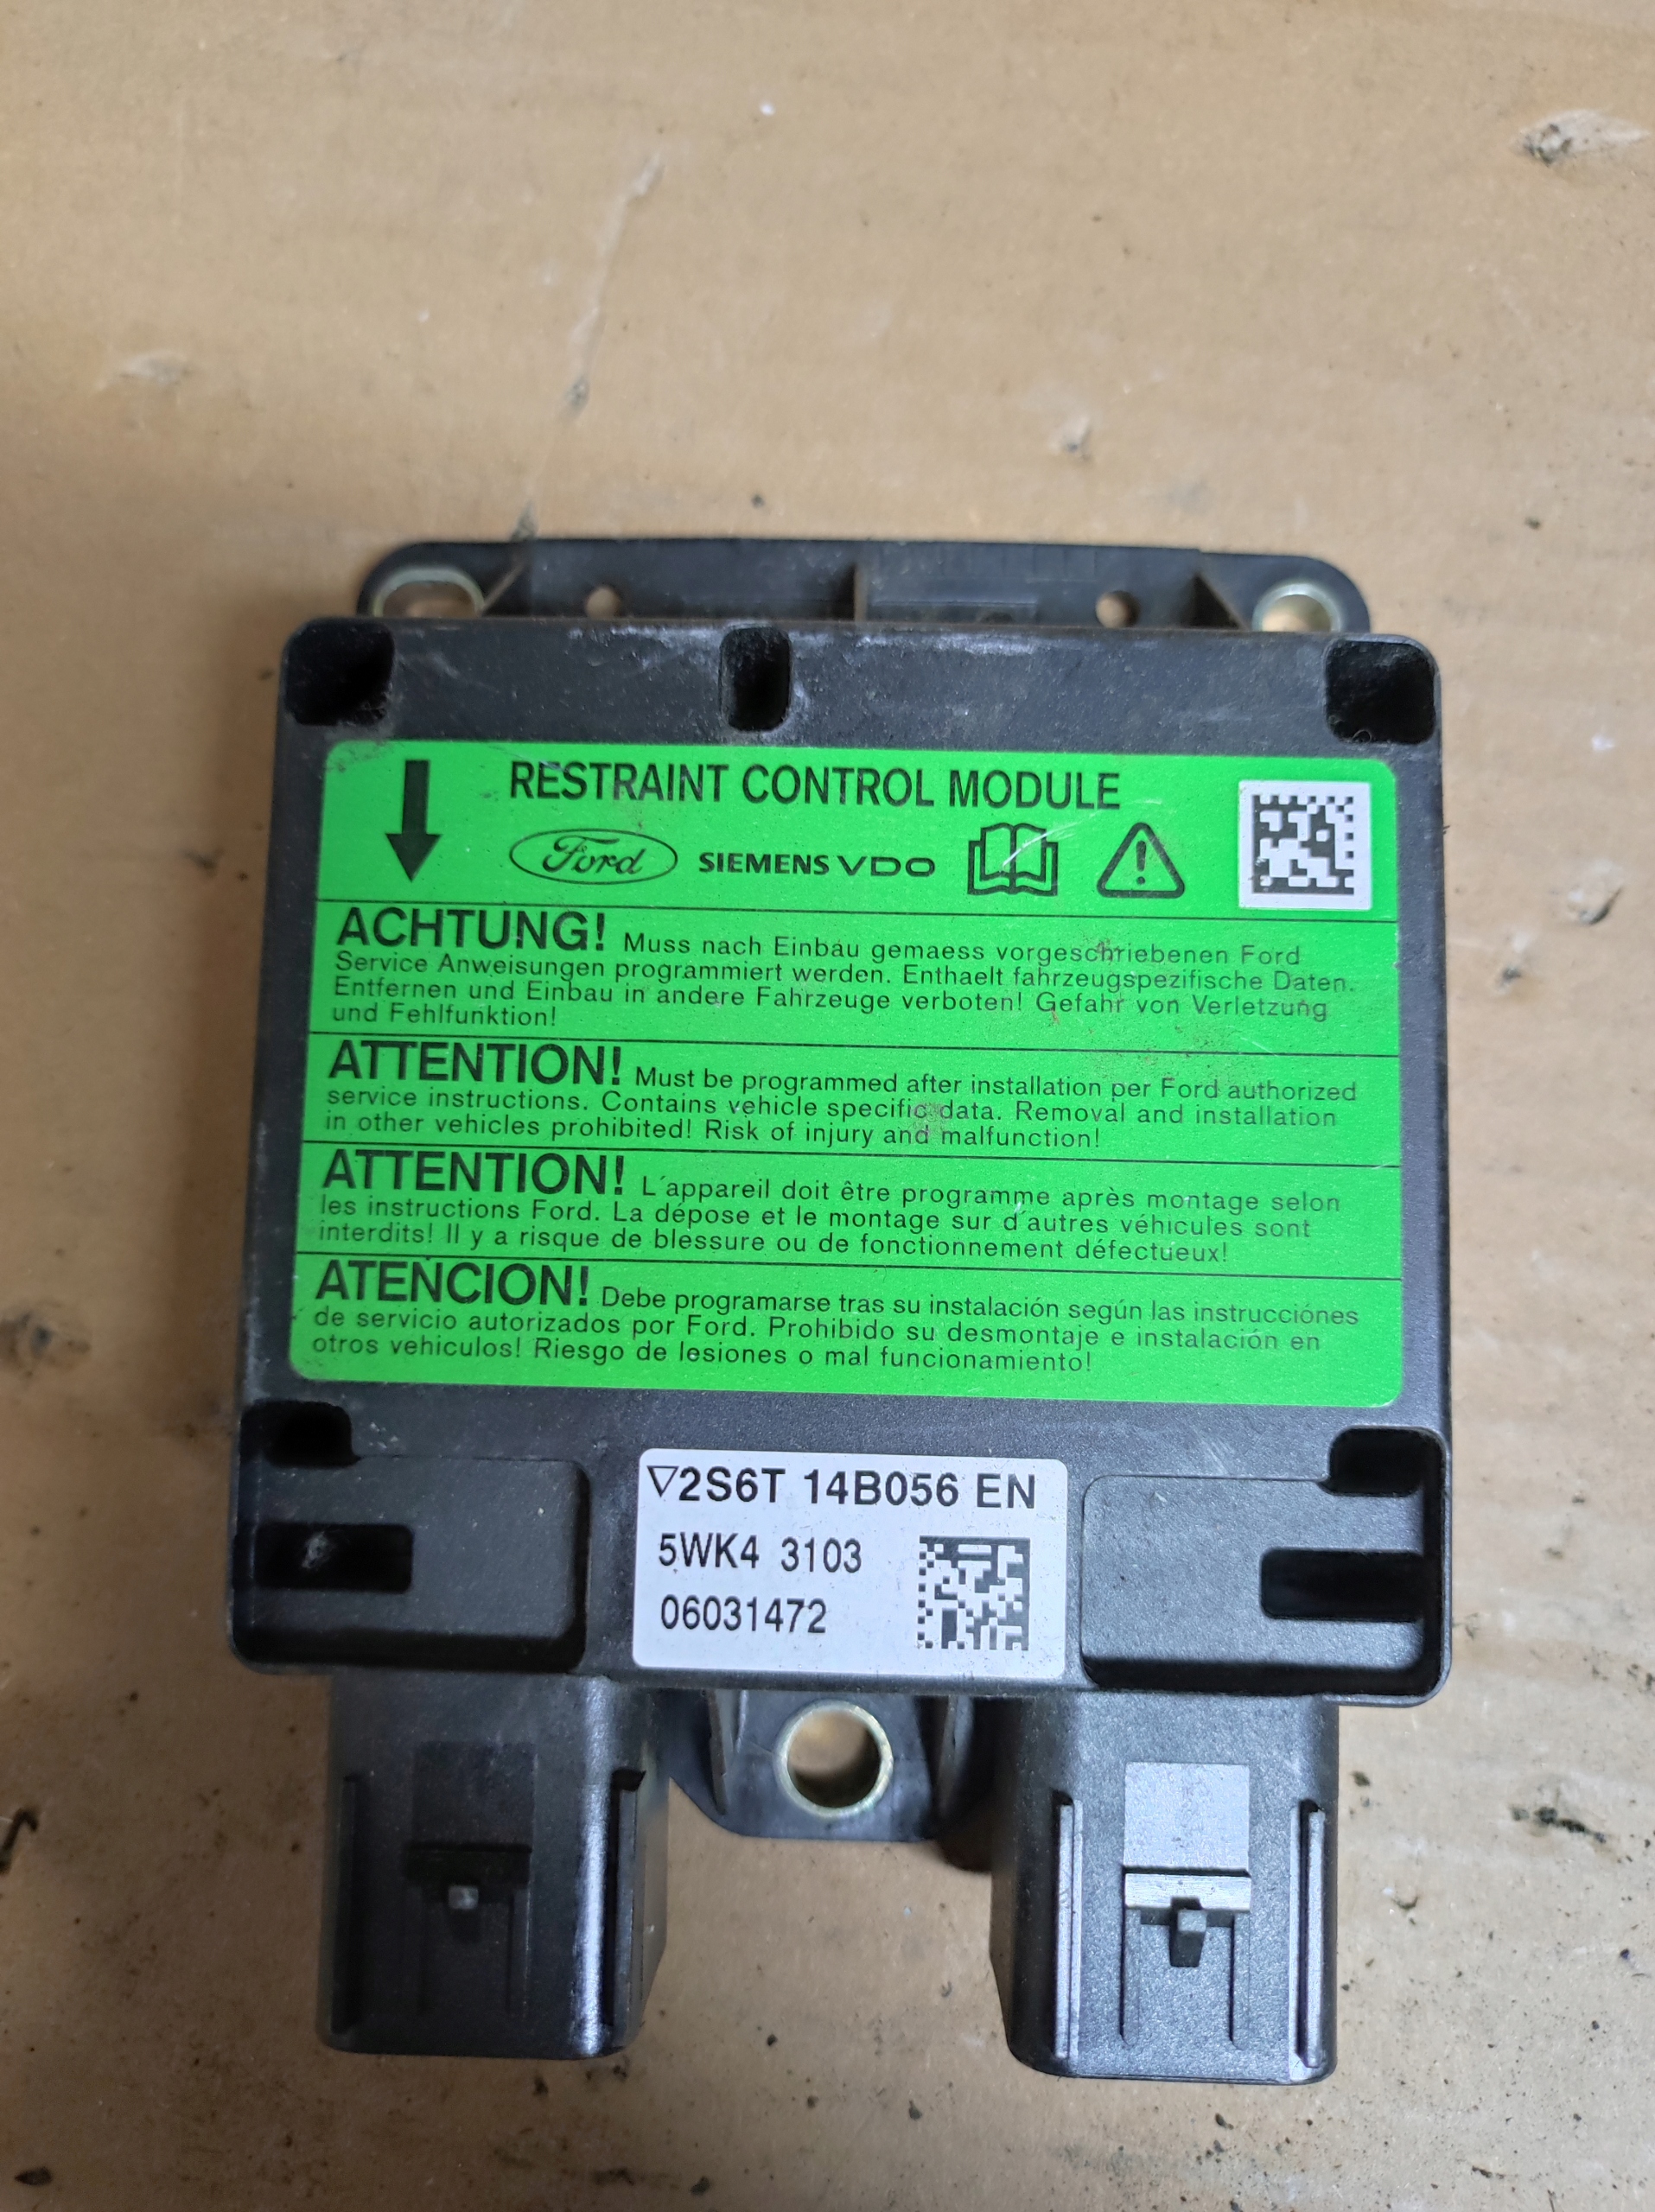 RESTRAINT CONTROL MODULE
Ford SIEMENS VDO
ACHTUNG! Muss nach Einbau gemaess vorgeschriebenen Ford
Service Anweisungen programmiert werden. Enthaelt fahrzeugspezifische Daten.
Entfernen und Einbau in andere Fahrzeuge verboten! Gefahr von Verletzung
und Fehlfunktion!
ATTENTION! Must be programmed after installation per Ford authorized
service instructions. Contains vehicle specific data. Removal and installation
in other vehicles prohibited! Risk of injury and malfunction!
ATTENTION! L´appareil doit être programme après montage selon
les instructions Ford. La dépose et le montage sur d´autres véhicules sont
interdits! Il y a risque de blessure ou de fonctionnement défectueux!
ATENCION! Debe programarse tras su instalación según las instrucciónes
de servicio autorizados por Ford. Prohibido su desmontaje e instalación en
otros vehiculos! Riesgo de lesiones o mal funcionamiento!
▽2S6T 14B056 EN
5WK4 3103
06031472